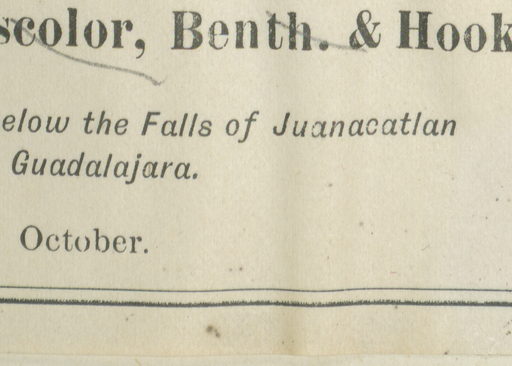 scolor, Benth. & Hook
elow the Falls of Juanacatlan
Guadalajara.
October.